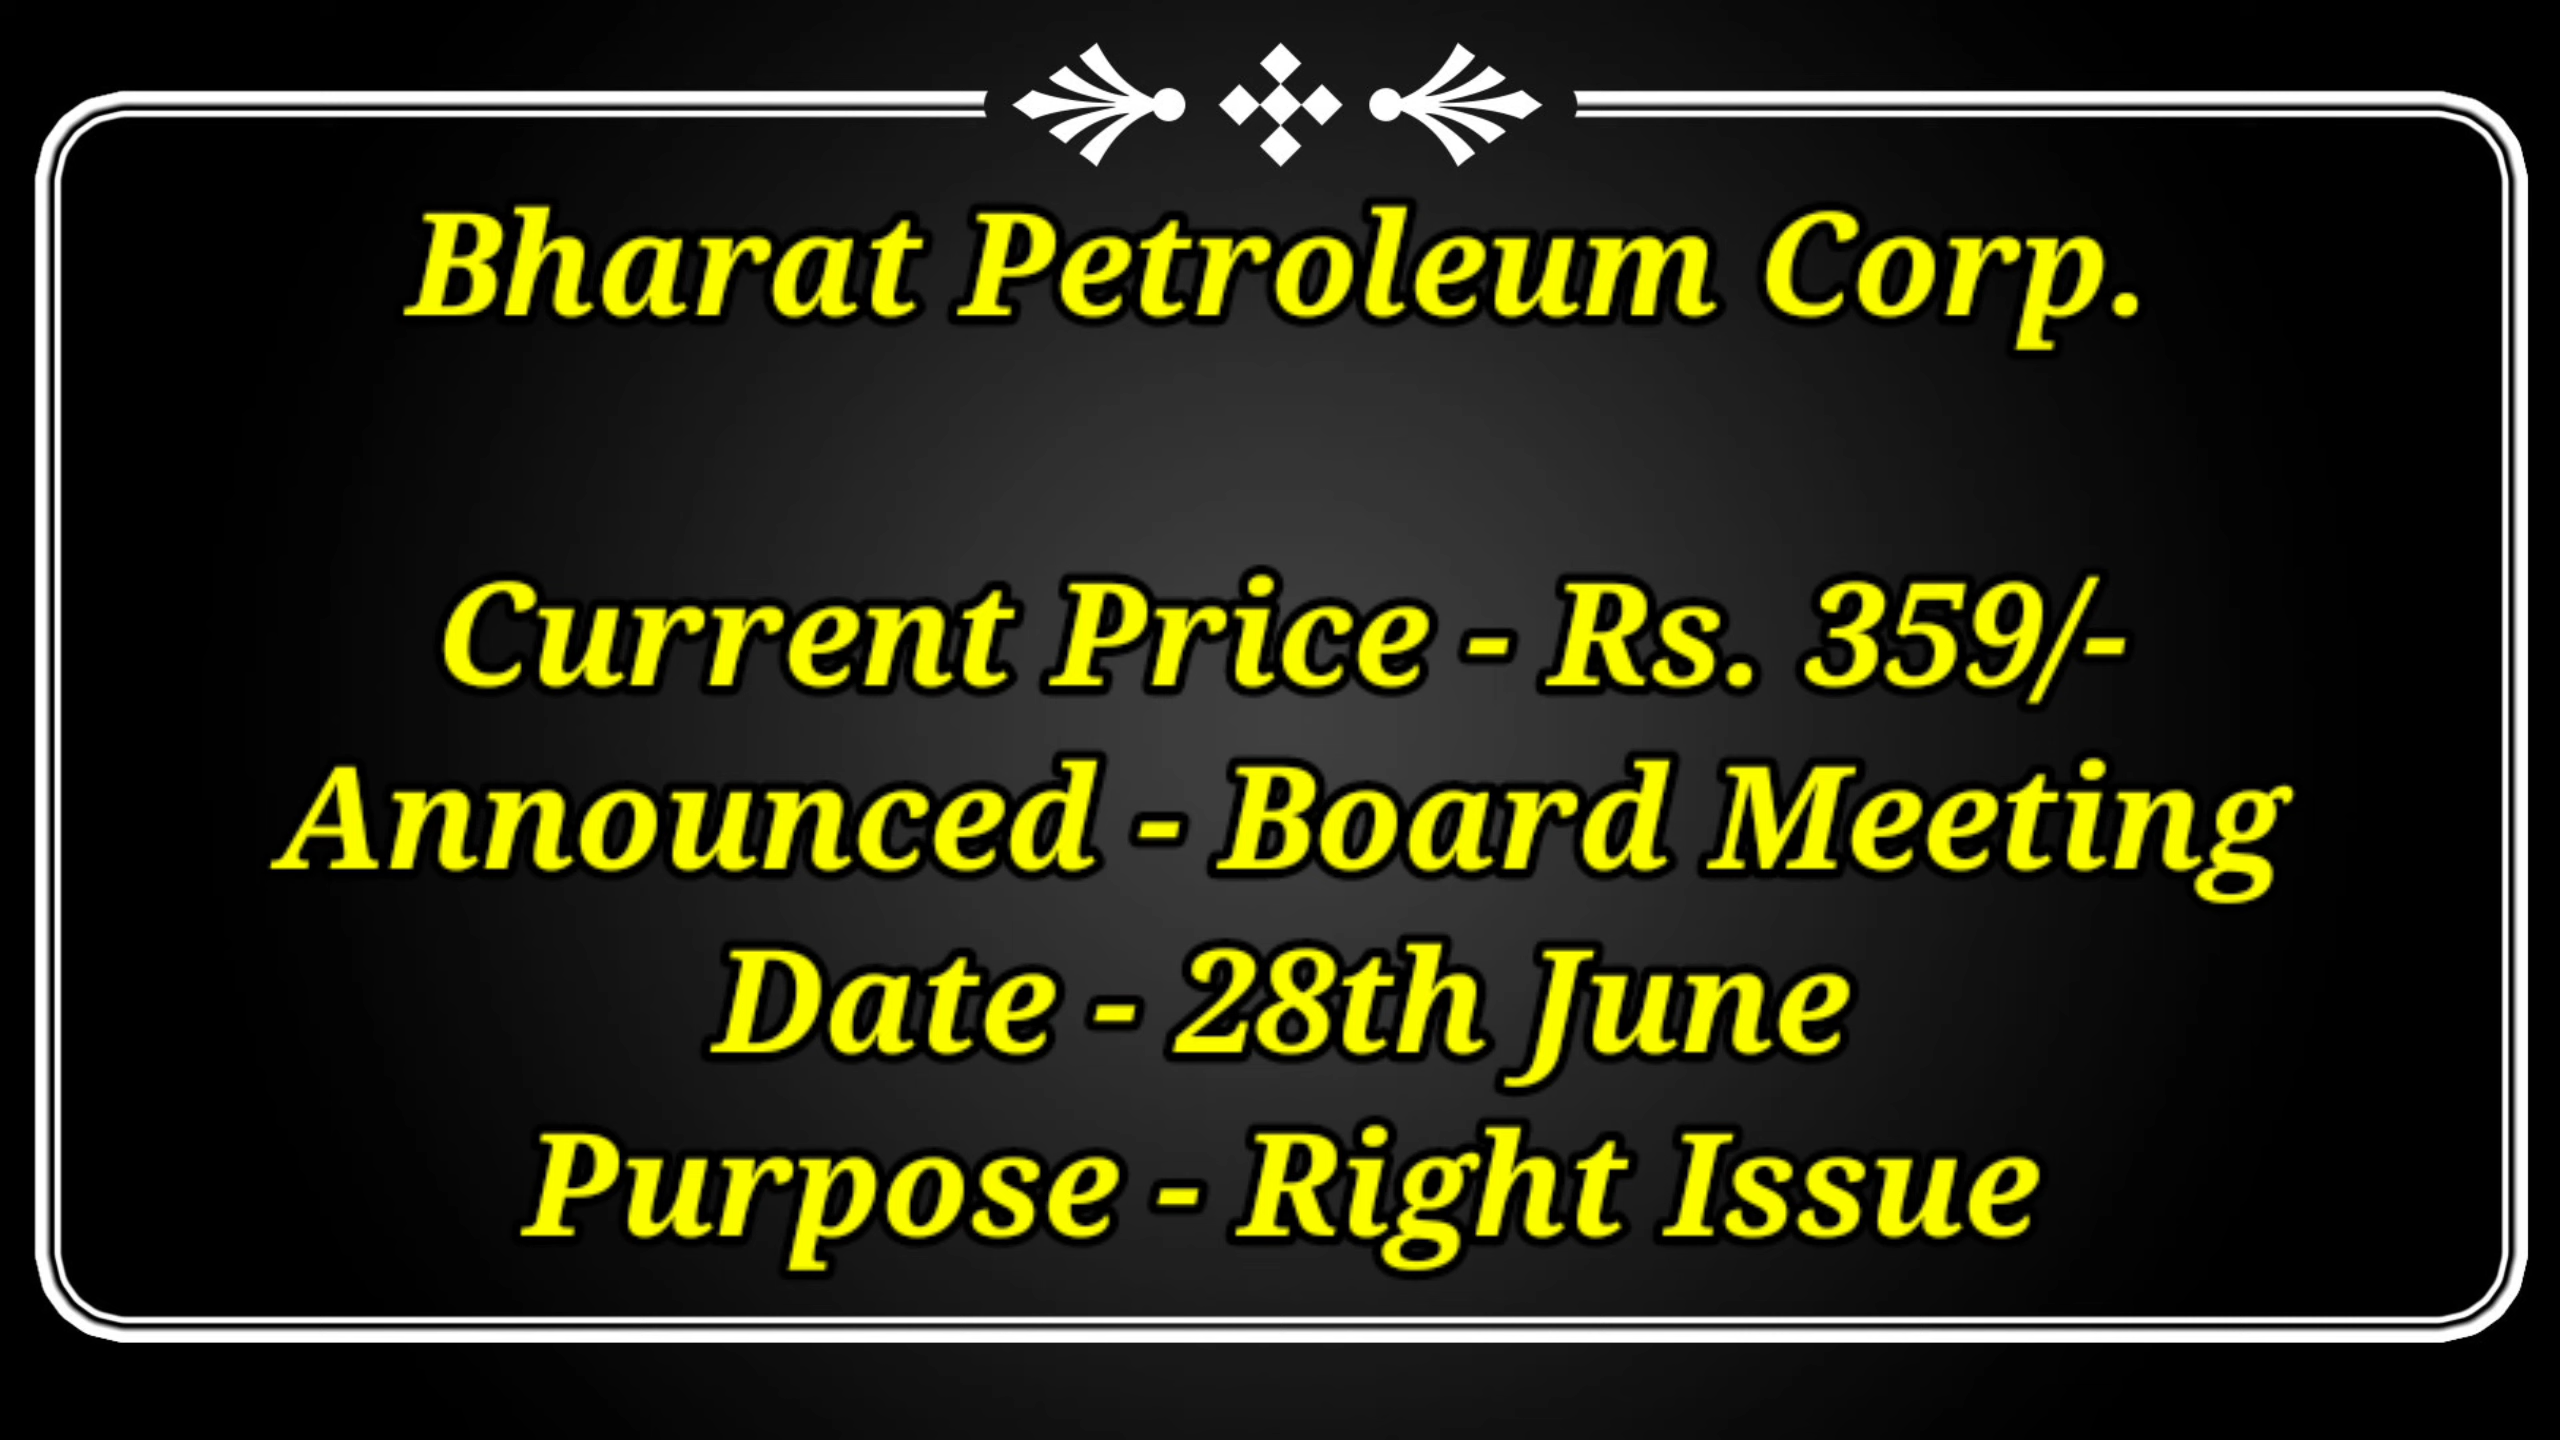 Bharat Petroleum Corp.
Current Price - Rs. 359/-
Announced - Board Meeting
Date - 28th June
Purpose - Right Issue